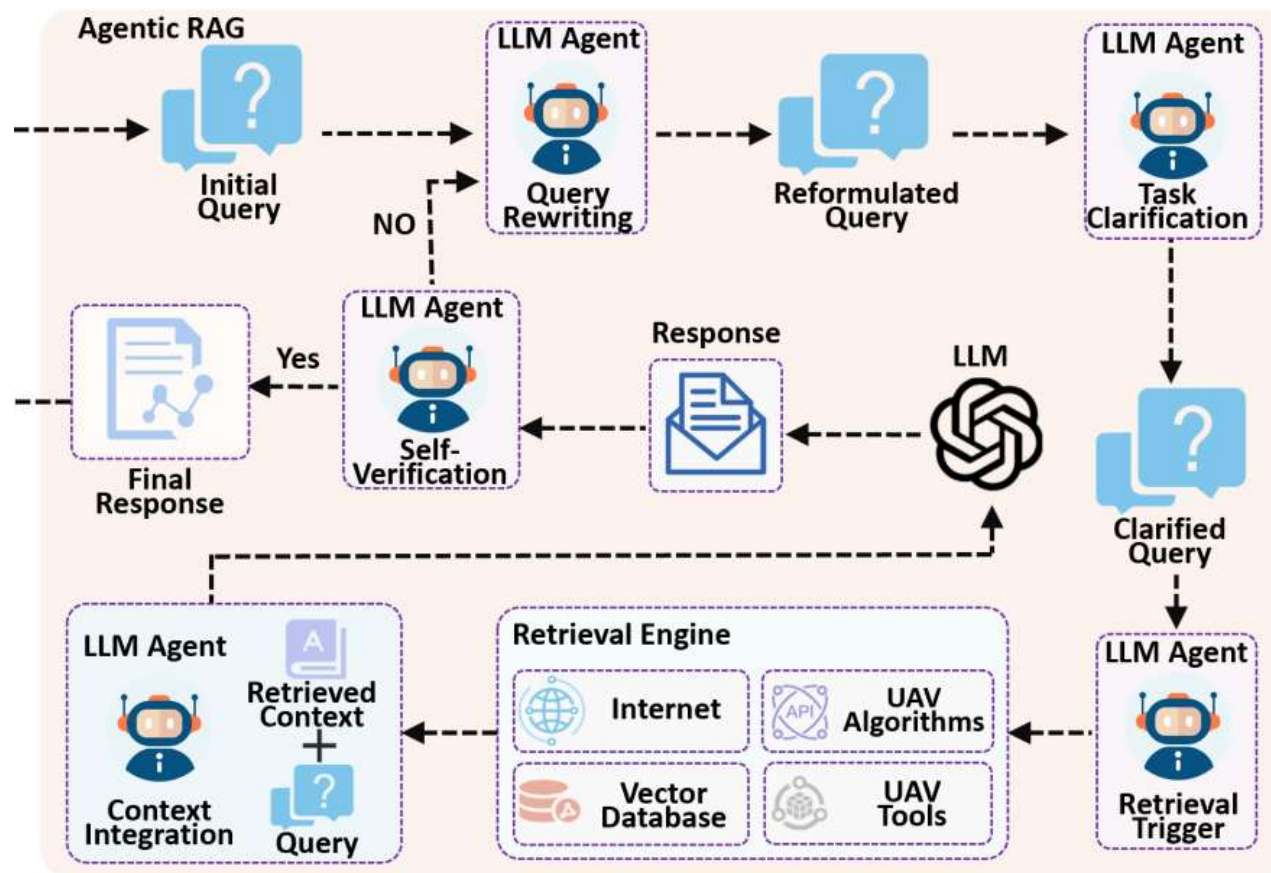 Agentic RAG
Initial
Query
LLM Agent
Query
Rewriting
Reformulated
Query
LLM Agent
Task
Clarification
NO
Final
Response
Yes
LLM Agent
Self-
Verification
Response
LLM
Clarified
Query
LLM Agent
Context
Integration
A
Retrieved
Context
+
?
Query
Retrieval Engine
Internet
API
UAV
Algorithms
Vector
Database
UAV
Tools
LLM Agent
Retrieval
Trigger